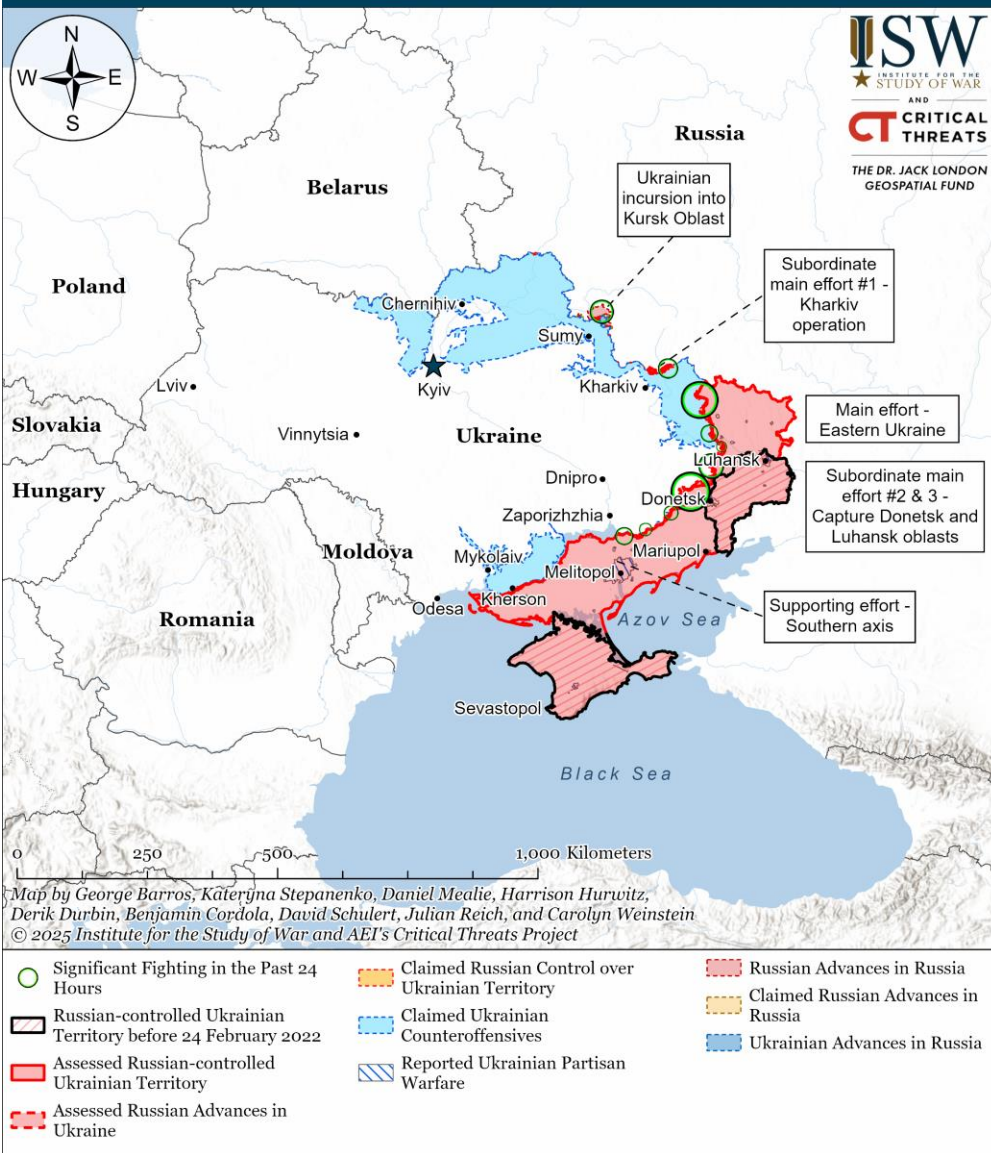 N
W E
S
ISW
INSTITUTE FOR THE
STUDY OF WAR
AND
CT CRITICAL
THREATS
THE DR. JACK LONDON
GEOSPATIAL FUND
Russia
Ukrainian
incursion into
Kursk Oblast
Belarus
Subordinate
main effort #1 -
Kharkiv
operation
Poland
Chernihiv
Sumy
Kyiv
Kharkiv
Lviv
Slovakia
Main effort -
Eastern Ukraine
Vinnytsia
Ukraine
Luhansk
Hungary
Dnipro
Donetsk
Subordinate main
effort #2 & 3 -
Capture Donetsk and
Luhansk oblasts
Zaporizhzhia
Moldova
Mykolaiv
Mariupol
Melitopol
Kherson
Odesa
Romania
Azov Sea
Supporting effort -
Southern axis
Sevastopol
Black Sea
0 250 500 1,000 Kilometers
Map by George Barros, Kateryna Stepanenko, Daniel Mealie, Harrison Hurwitz,
Derik Durbin, Benjamin Cordola, David Schulert, Julian Reich, and Carolyn Weinstein
© 2025 Institute for the Study of War and AEI's Critical Threats Project
Significant Fighting in the Past 24
Hours
Russian-controlled Ukrainian
Territory before 24 February 2022
Assessed Russian-controlled
Ukrainian Territory
Assessed Russian Advances in
Ukraine
Claimed Russian Control over
Ukrainian Territory
Claimed Ukrainian
Counteroffensives
Reported Ukrainian Partisan
Warfare
Russian Advances in Russia
Claimed Russian Advances in
Russia
Ukrainian Advances in Russia